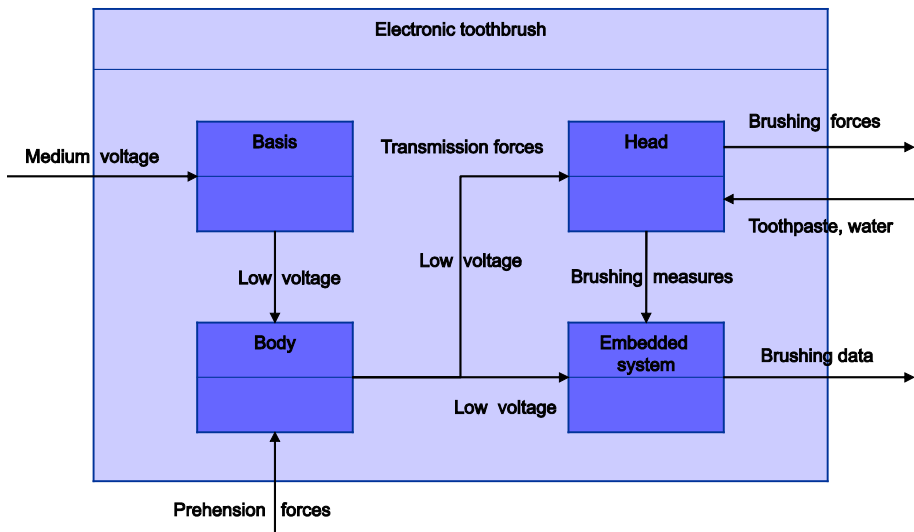 Electronic toothbrush
Basis
Head
Brushing forces
Medium voltage
Transmission forces
Toothpaste, water
Low voltage
Low voltage
Brushing measures
Body
Embedded
system
Brushing data
Low voltage
Prehension forces